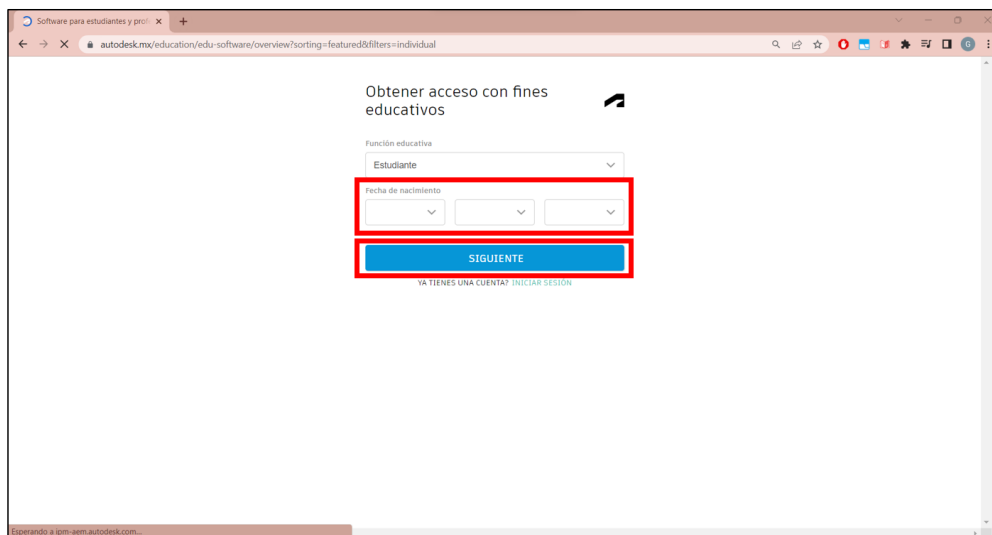 Software para estudiantes y prof
autodesk.mx/education/edu-software/overview?sorting=featured&filters=individual
G
Obtener acceso con fines
educativos
Función educativa
Estudiante
Fecha de nacimiento
SIGUIENTE
YA TIENES UNA CUENTA? INICIAR SESIÓN
Esperando a ipm-aem.autodesk.com...